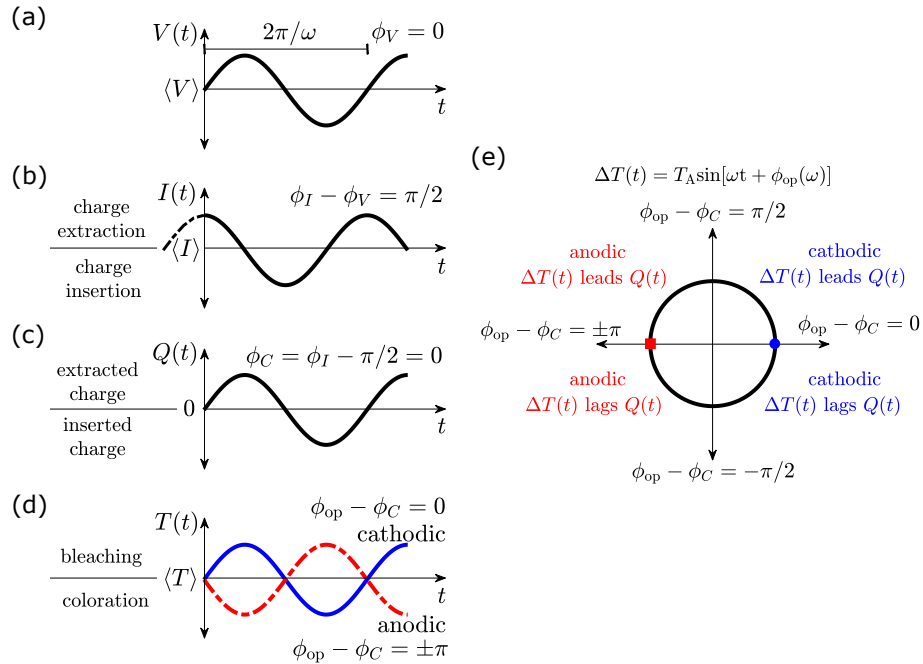 (a)
V(t)
2π/ω
ϕ_V = 0
⟨V⟩
t
(b)
I(t)
ϕ_I − ϕ_V = π/2
charge
extraction
⟨I⟩
charge
insertion
t
(c)
Q(t)
ϕ_C = ϕ_I − π/2 = 0
extracted
charge
0
inserted
charge
t
(d)
T(t)
ϕ_op − ϕ_C = 0
cathodic
bleaching
⟨T⟩
coloration
t
anodic
ϕ_op − ϕ_C = ±π
(e)
ΔT(t) = T_A sin[ωt + ϕ_op(ω)]
ϕ_op − ϕ_C = π/2
anodic
ΔT(t) leads Q(t)
cathodic
ΔT(t) leads Q(t)
ϕ_op − ϕ_C = ±π
ϕ_op − ϕ_C = 0
anodic
ΔT(t) lags Q(t)
cathodic
ΔT(t) lags Q(t)
ϕ_op − ϕ_C = −π/2